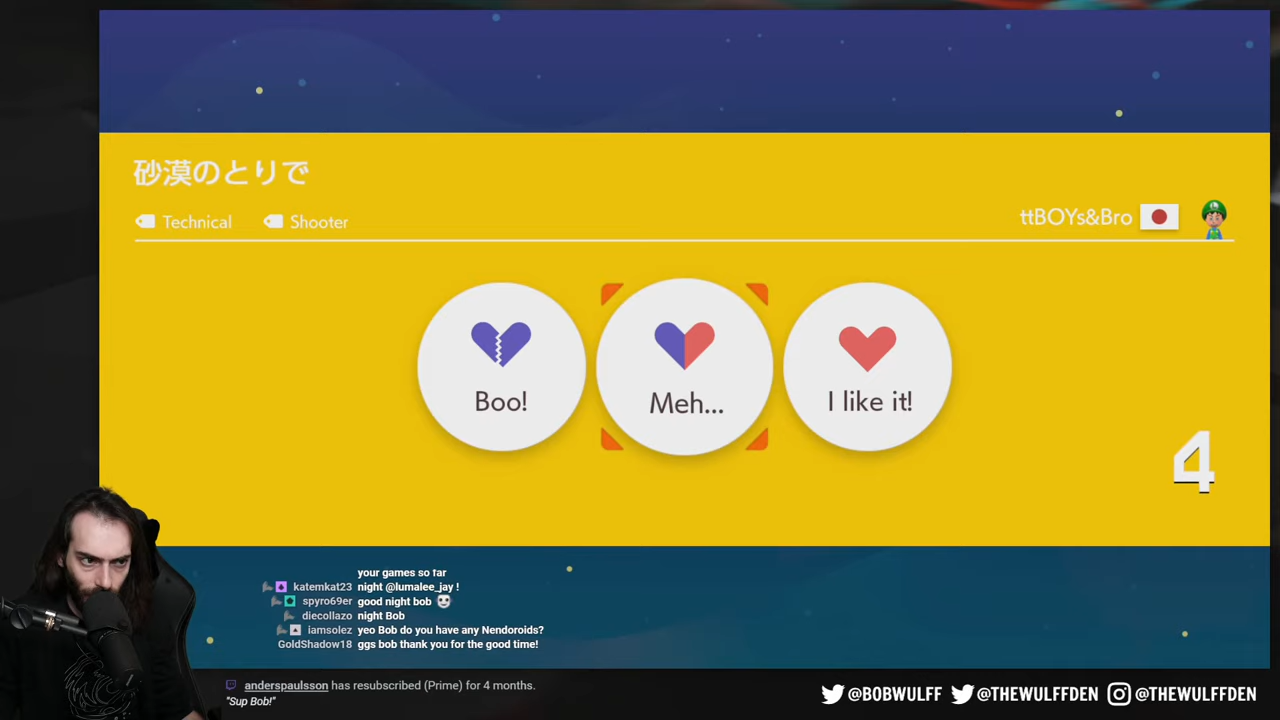 砂漠のとりで
Technical Shooter
ttBOYs&Bro
Boo! Meh... I like it!
4
your games so far
katemkat23 night @lumalee_jay !
spyro69er good night bob
diecollazo night Bob
iamsolez yeo Bob do you have any Nendoroids?
GoldShadow18 ggs bob thank you for the good time!
anderspaulsson has resubscribed (Prime) for 4 months.
"Sup Bob!"
@BOBWULFF @THEWULFFDEN @THEWULFFDEN